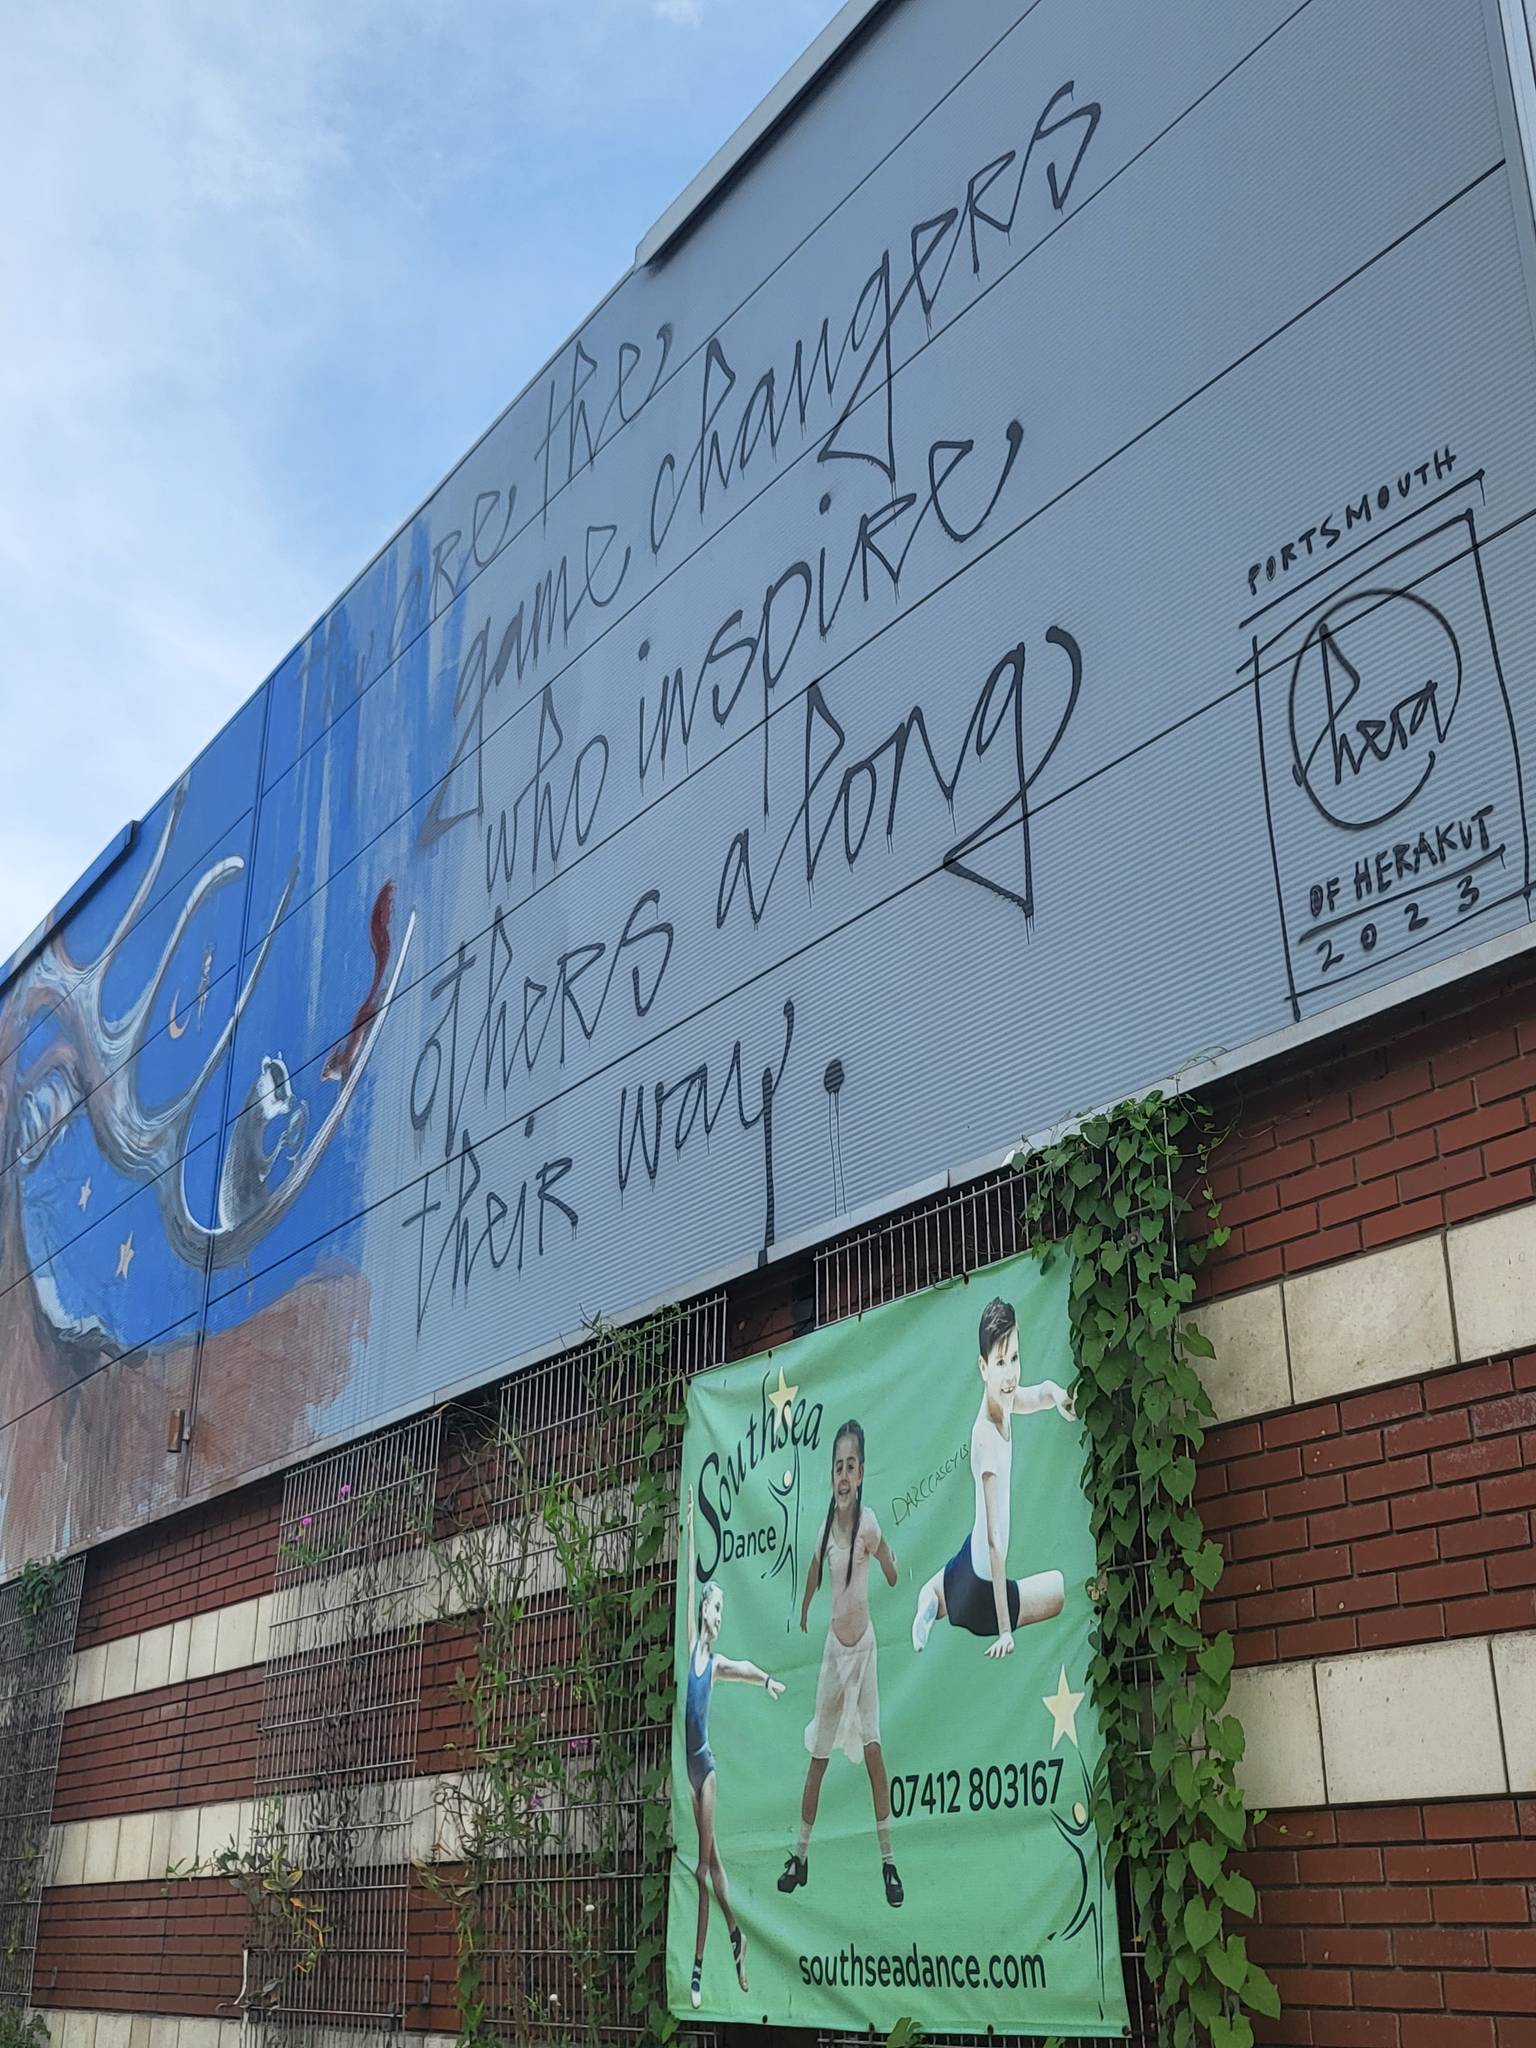 they are the
game changers
who inspire
others along
their way.
PORTSMOUTH
hera
OF HERAKUT
2023
Southsea
Dance
07412 803167
southseadance.com